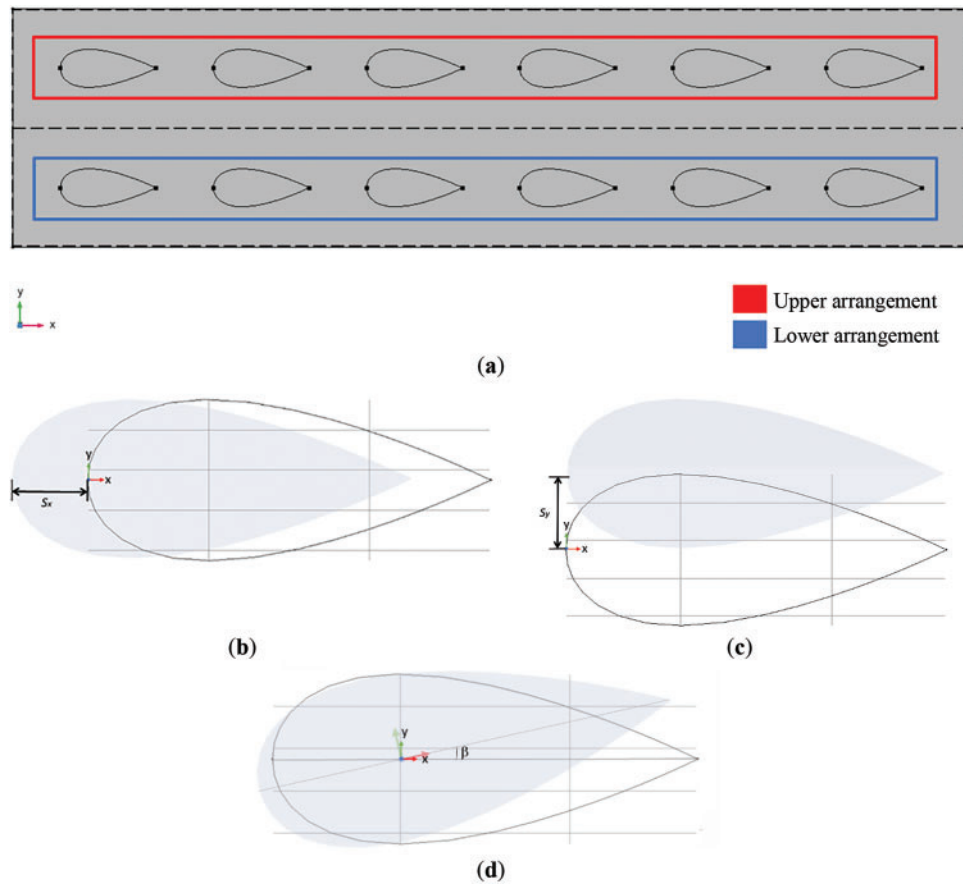 y
x
Upper arrangement
Lower arrangement
(a)
y
x
Sx
y
x
Sy
(b)
(c)
y
x
β
(d)